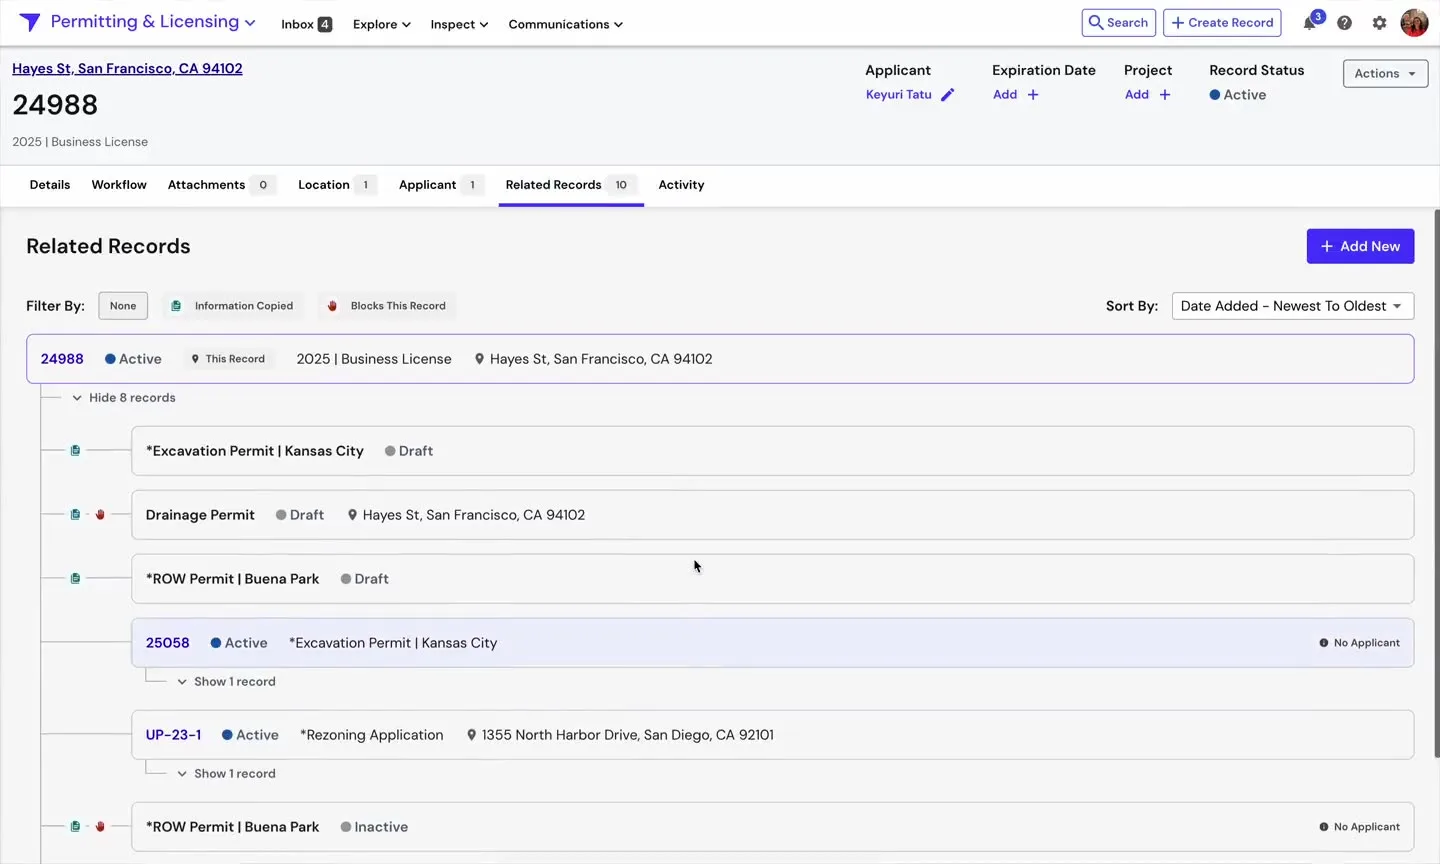 Permitting & Licensing
Inbox 4
Explore
Inspect
Communications
Search
+ Create Record
3
Hayes St, San Francisco, CA 94102
24988
2025 | Business License
Applicant
Keyuri Tatu
Expiration Date
Add +
Project
Add +
Record Status
Active
Actions
Details
Workflow
Attachments 0
Location 1
Applicant 1
Related Records 10
Activity
Related Records
+ Add New
Filter By: None Information Copied Blocks This Record
Sort By: Date Added - Newest To Oldest
24988 Active This Record 2025 | Business License Hayes St, San Francisco, CA 94102
Hide 8 records
*Excavation Permit | Kansas City Draft
Drainage Permit Draft Hayes St, San Francisco, CA 94102
*ROW Permit | Buena Park Draft
25058 Active *Excavation Permit | Kansas City No Applicant
Show 1 record
UP-23-1 Active *Rezoning Application 1355 North Harbor Drive, San Diego, CA 92101
Show 1 record
*ROW Permit | Buena Park Inactive No Applicant